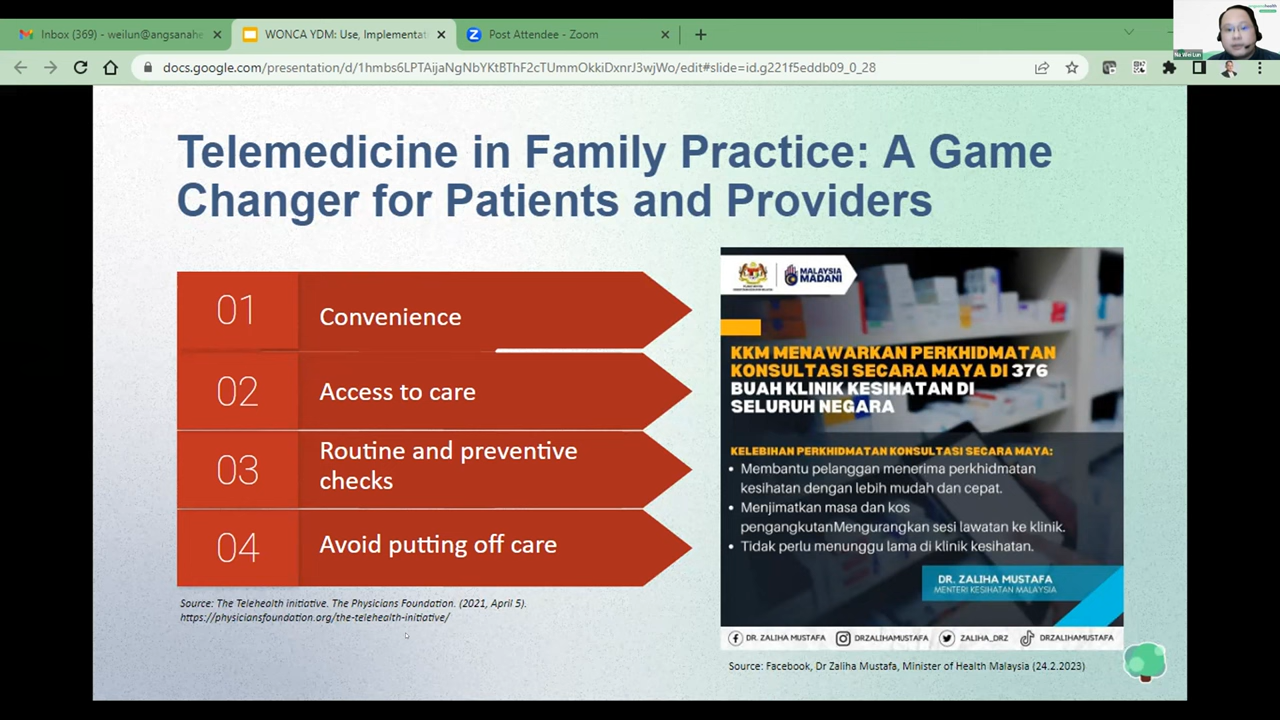 Inbox (369) - weilun@angsanahe
WONCA YDM: Use, Implementat
Post Attendee - Zoom
docs.google.com/presentation/d/1hmbs6LPTAijaNgNbYKtBThF2cTUmmOkkiDxnrJ3wjWo/edit#slide=id.g221f5eddb09_0_28
Telemedicine in Family Practice: A Game
Changer for Patients and Providers
01
Convenience
02
Access to care
03
Routine and preventive
checks
04
Avoid putting off care
Source: The Telehealth initiative. The Physicians Foundation. (2021, April 5).
https://physiciansfoundation.org/the-telehealth-initiative/
MALAYSIA
MADANI
KKM MENAWARKAN PERKHIDMATAN
KONSULTASI SECARA MAYA DI 376
BUAH KLINIK KESIHATAN DI
SELURUH NEGARA
KELEBIHAN PERKHIDMATAN KONSULTASI SECARA MAYA:
• Membantu pelanggan menerima perkhidmatan
kesihatan dengan lebih mudah dan cepat.
• Menjimatkan masa dan kos
pengangkutanMengurangkan sesi lawatan ke klinik.
• Tidak perlu menunggu lama di klinik kesihatan.
DR. ZALIHA MUSTAFA
MENTERI KESIHATAN MALAYSIA
DR. ZALIHA MUSTAFA
DRZALIHAMUSTAFA
ZALIHA_DRZ
DRZALIHAMUSTAFA
Source: Facebook, Dr Zaliha Mustafa, Minister of Health Malaysia (24.2.2023)